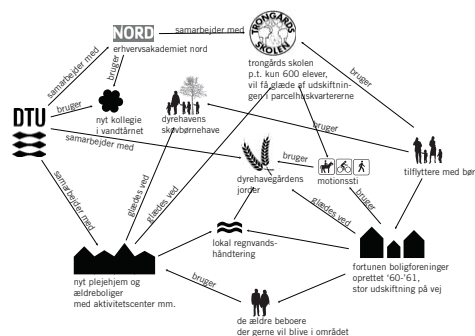 NORD
samarbejder med
TRONGÅRDS
SKOLEN
erhvervsakademiet nord
samarbejder med
trongårds skolen
p.t. kun 600 elever,
vil få glæde af udskiftnin-
gen i parcelhuskvartererne
bruger
bruger
DTU
bruger
nyt kollegie
i vandtårnet
dyrehavens
skovbørnehave
bruger
samarbejder med
bruger
tilflyttere med bør
dyrehavegårdens
jorder
motionssti
samarbejder med
glædes ved
glædes ved
glædes ved
bruger
lokal regnvands-
håndtering
nyt plejehjem og
ældreboliger
med aktivitetscenter mm.
bruger
fortunen boligforeninger
oprettet '60-'61,
stor udskiftning på vej
de ældre beboere
der gerne vil blive i området